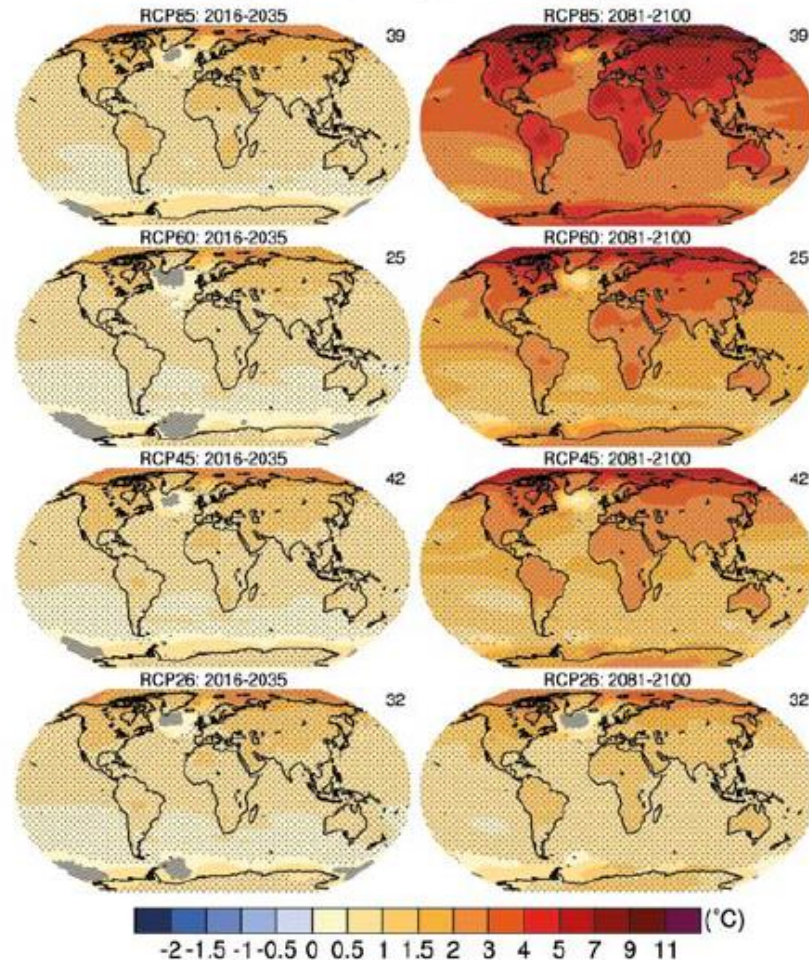 RCP85: 2016-2035
39
RCP85: 2081-2100
39
RCP60: 2016-2035
25
RCP60: 2081-2100
25
RCP45: 2016-2035
42
RCP45: 2081-2100
42
RCP26: 2016-2035
32
RCP26: 2081-2100
32
(°C)
-2 -1.5 -1 -0.5 0 0.5 1 1.5 2 3 4 5 7 9 11